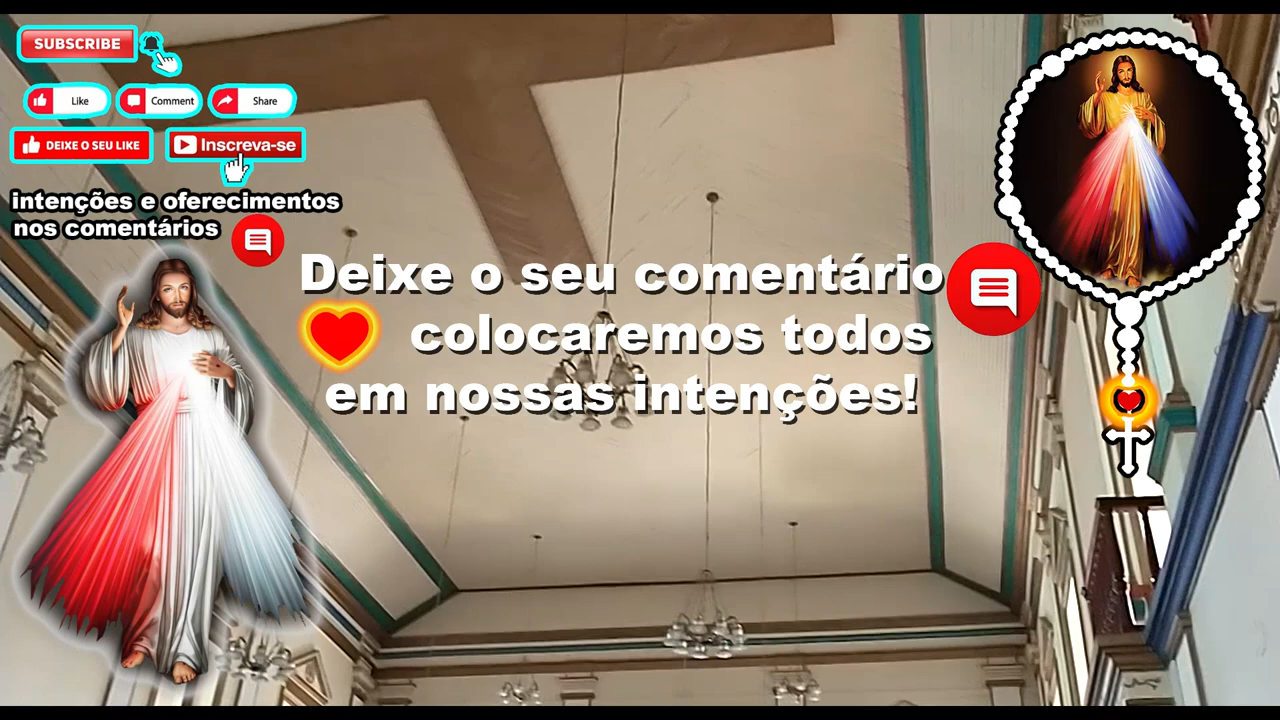 SUBSCRIBE
Like
Comment
Share
DEIXE O SEU LIKE
Inscreva-se
intenções e oferecimentos
nos comentários
Deixe o seu comentário
colocaremos todos
em nossas intenções!